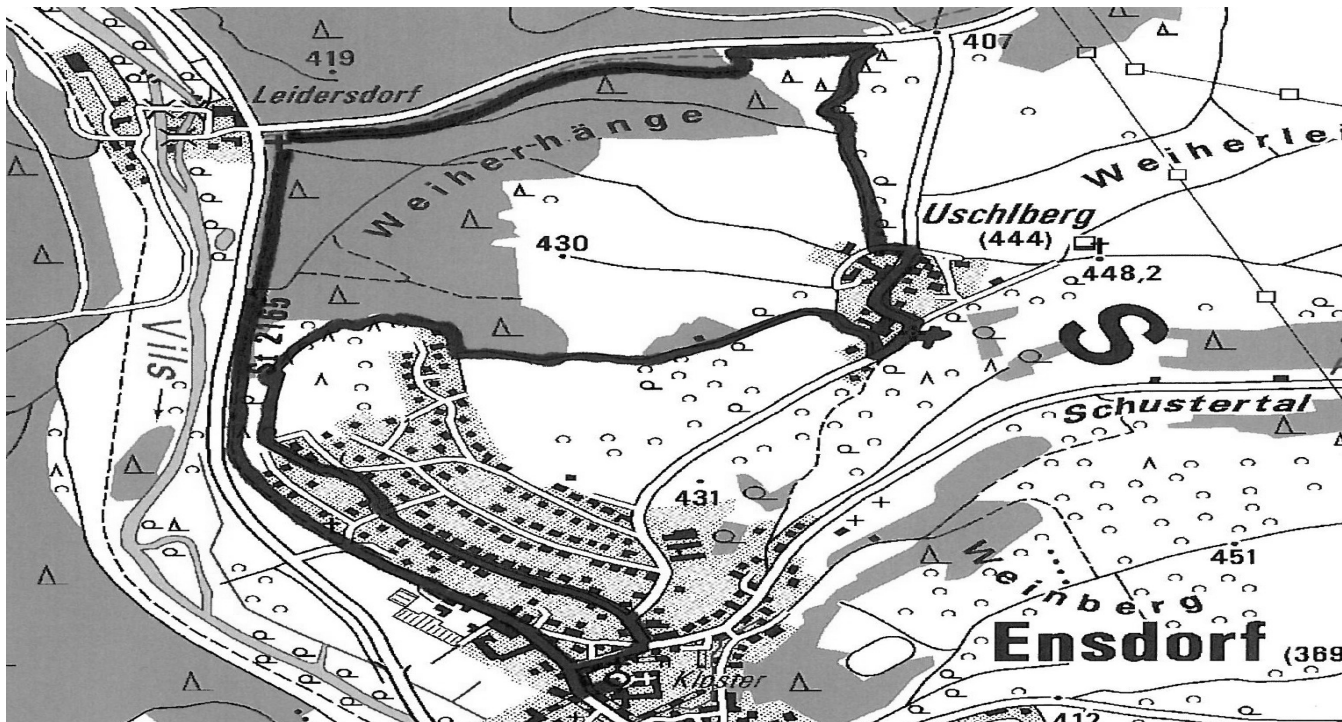 407
419
Leidersdorf
Weiherhänge
Uschlberg
(444)
430
448,2
Vils
St 2165
S
Schustertal
431
451
Weinberg
Ensdorf (369
Kloster
412